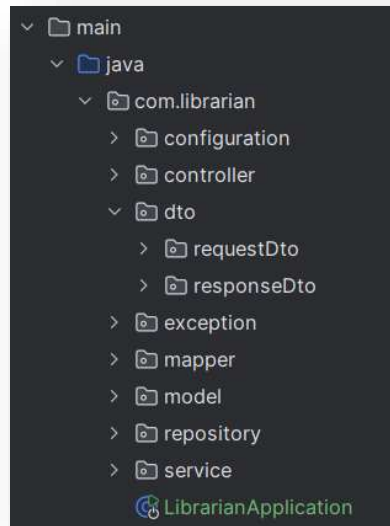 main
java
com.librarian
configuration
controller
dto
requestDto
responseDto
exception
mapper
model
repository
service
LibrarianApplication